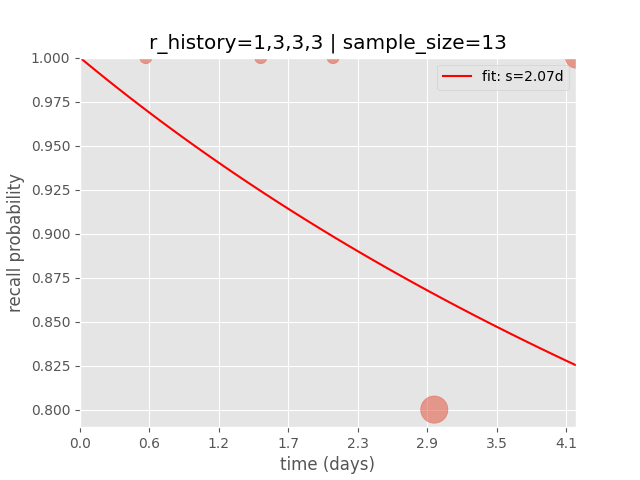 r_history=1,3,3,3 | sample_size=13
fit: s=2.07d
recall probability
1.000
0.975
0.950
0.925
0.900
0.875
0.850
0.825
0.800
0.0 0.6 1.2 1.7 2.3 2.9 3.5 4.1
time (days)